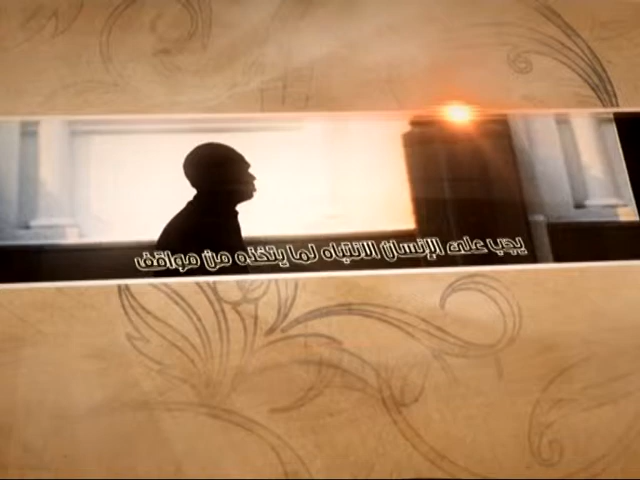 يجب على الإنسان الانتباه لما يتخذه من مواقف